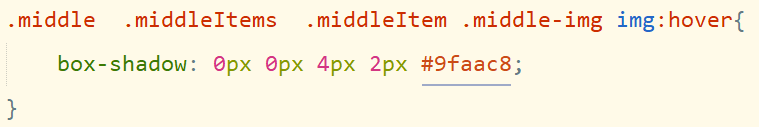 .middle  .middleItems  .middleItem .middle-img img:hover{
    box-shadow: 0px 0px 4px 2px #9faac8;
}